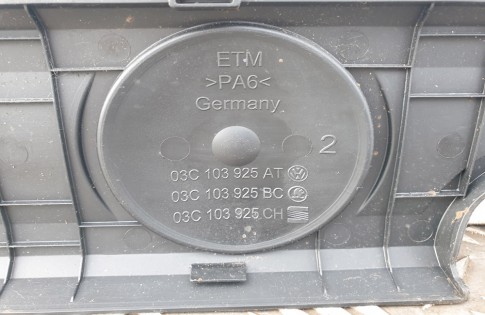 ETM
>PA6<
Germany
2
03C 103 925 AT
03C 103 925 BC
03C 103 925 CH